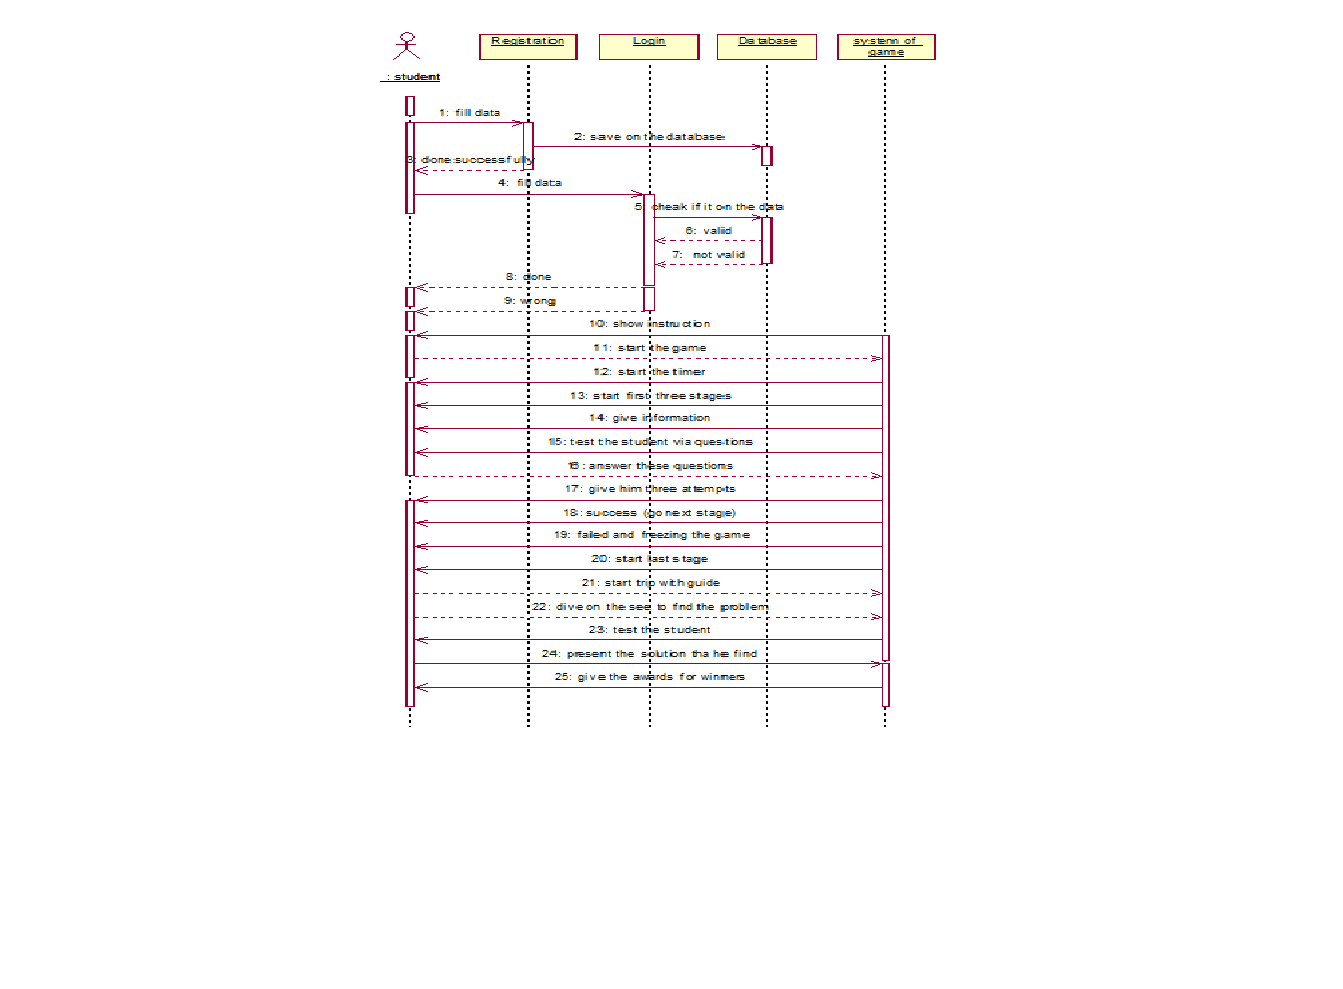 Registration
Login
Database
system of
game
: student
1: fill data
2: save on the database
3: done successfully
4: fill data
5: cheak if it on the data
6: valid
7: not valid
8: done
9: wrong
10: show instruction
11: start the game
12: start the timer
13: start first three stages
14: give information
15: test the student via questions
16: answer these questions
17: give him three attempts
18: success (go next stage)
19: failed and freezing the game
20: start last stage
21: start trip with guide
22: dive on the see to find the problem
23: test the student
24: present the solution tha he find
25: give the awards for winners